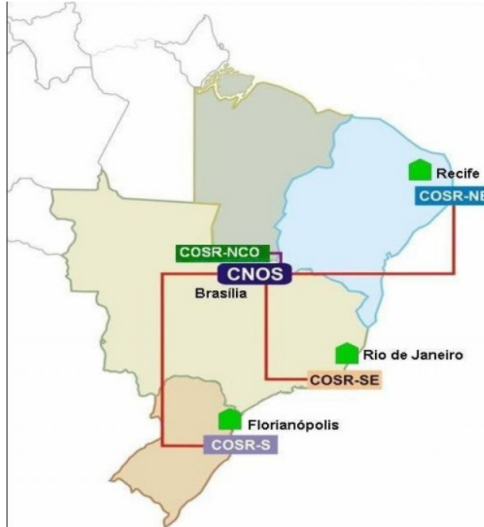 Recife
COSR-NE
COSR-NCO
CNOS
Brasília
Rio de Janeiro
COSR-SE
Florianópolis
COSR-S